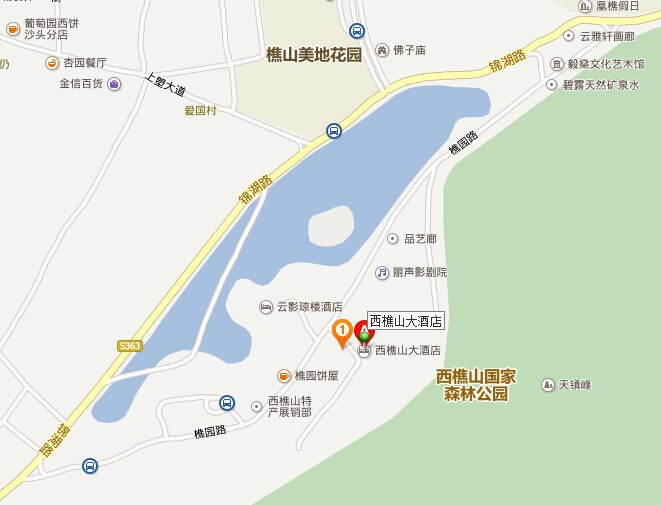 凰樵假日
葡萄园西饼
沙头分店
云雅轩画廊
樵山美地花园
佛子庙
锦湖路
仍
杏园餐厅
毅燊文化艺术馆
金信百货
上塑大道
碧露天然矿泉水
爱国村
樵园路
锦湖路
品艺廊
丽声影剧院
云影琼楼酒店
西樵山大酒店
1
S363
西樵山大酒店
樵园饼屋
西樵山国家
森林公园
天镇峰
西樵山特
产展销部
樵园路
锦湖路